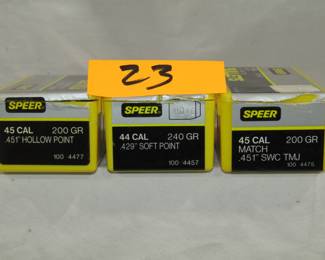 23
SPEER
45 CAL 200 GR
.451" HOLLOW POINT
100 4477
SPEER
44 CAL 240 GR
.429" SOFT POINT
100 4457
SPEER
45 CAL 200 GR
MATCH
.451" SWC TMJ
100 4475